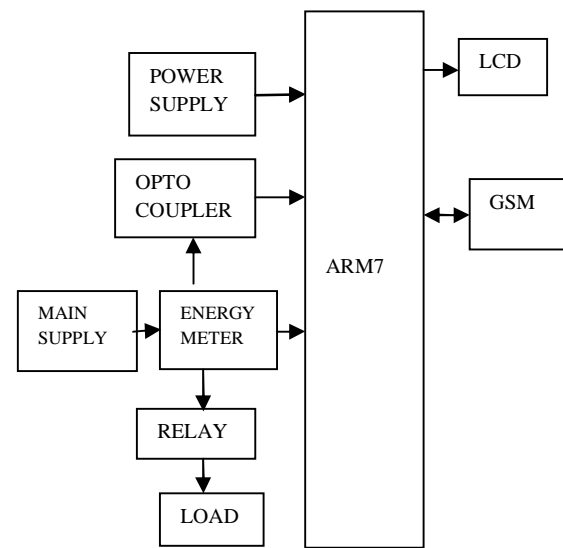 POWER
SUPPLY
LCD
OPTO
COUPLER
GSM
ARM7
MAIN
SUPPLY
ENERGY
METER
RELAY
LOAD